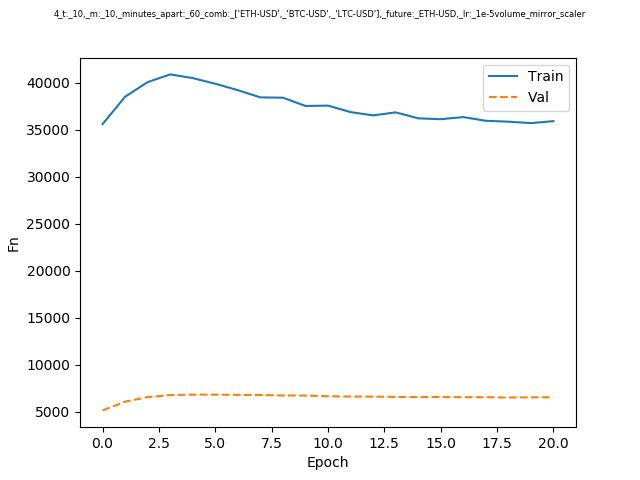 4_t:_10,_m:_10,_minutes_apart:_60_comb:_['ETH-USD',_'BTC-USD',_'LTC-USD'],_future:_ETH-USD,_lr:_1e-5volume_mirror_scaler
Train
Val
40000
35000
30000
25000
20000
15000
10000
5000
Fn
0.0 2.5 5.0 7.5 10.0 12.5 15.0 17.5 20.0
Epoch